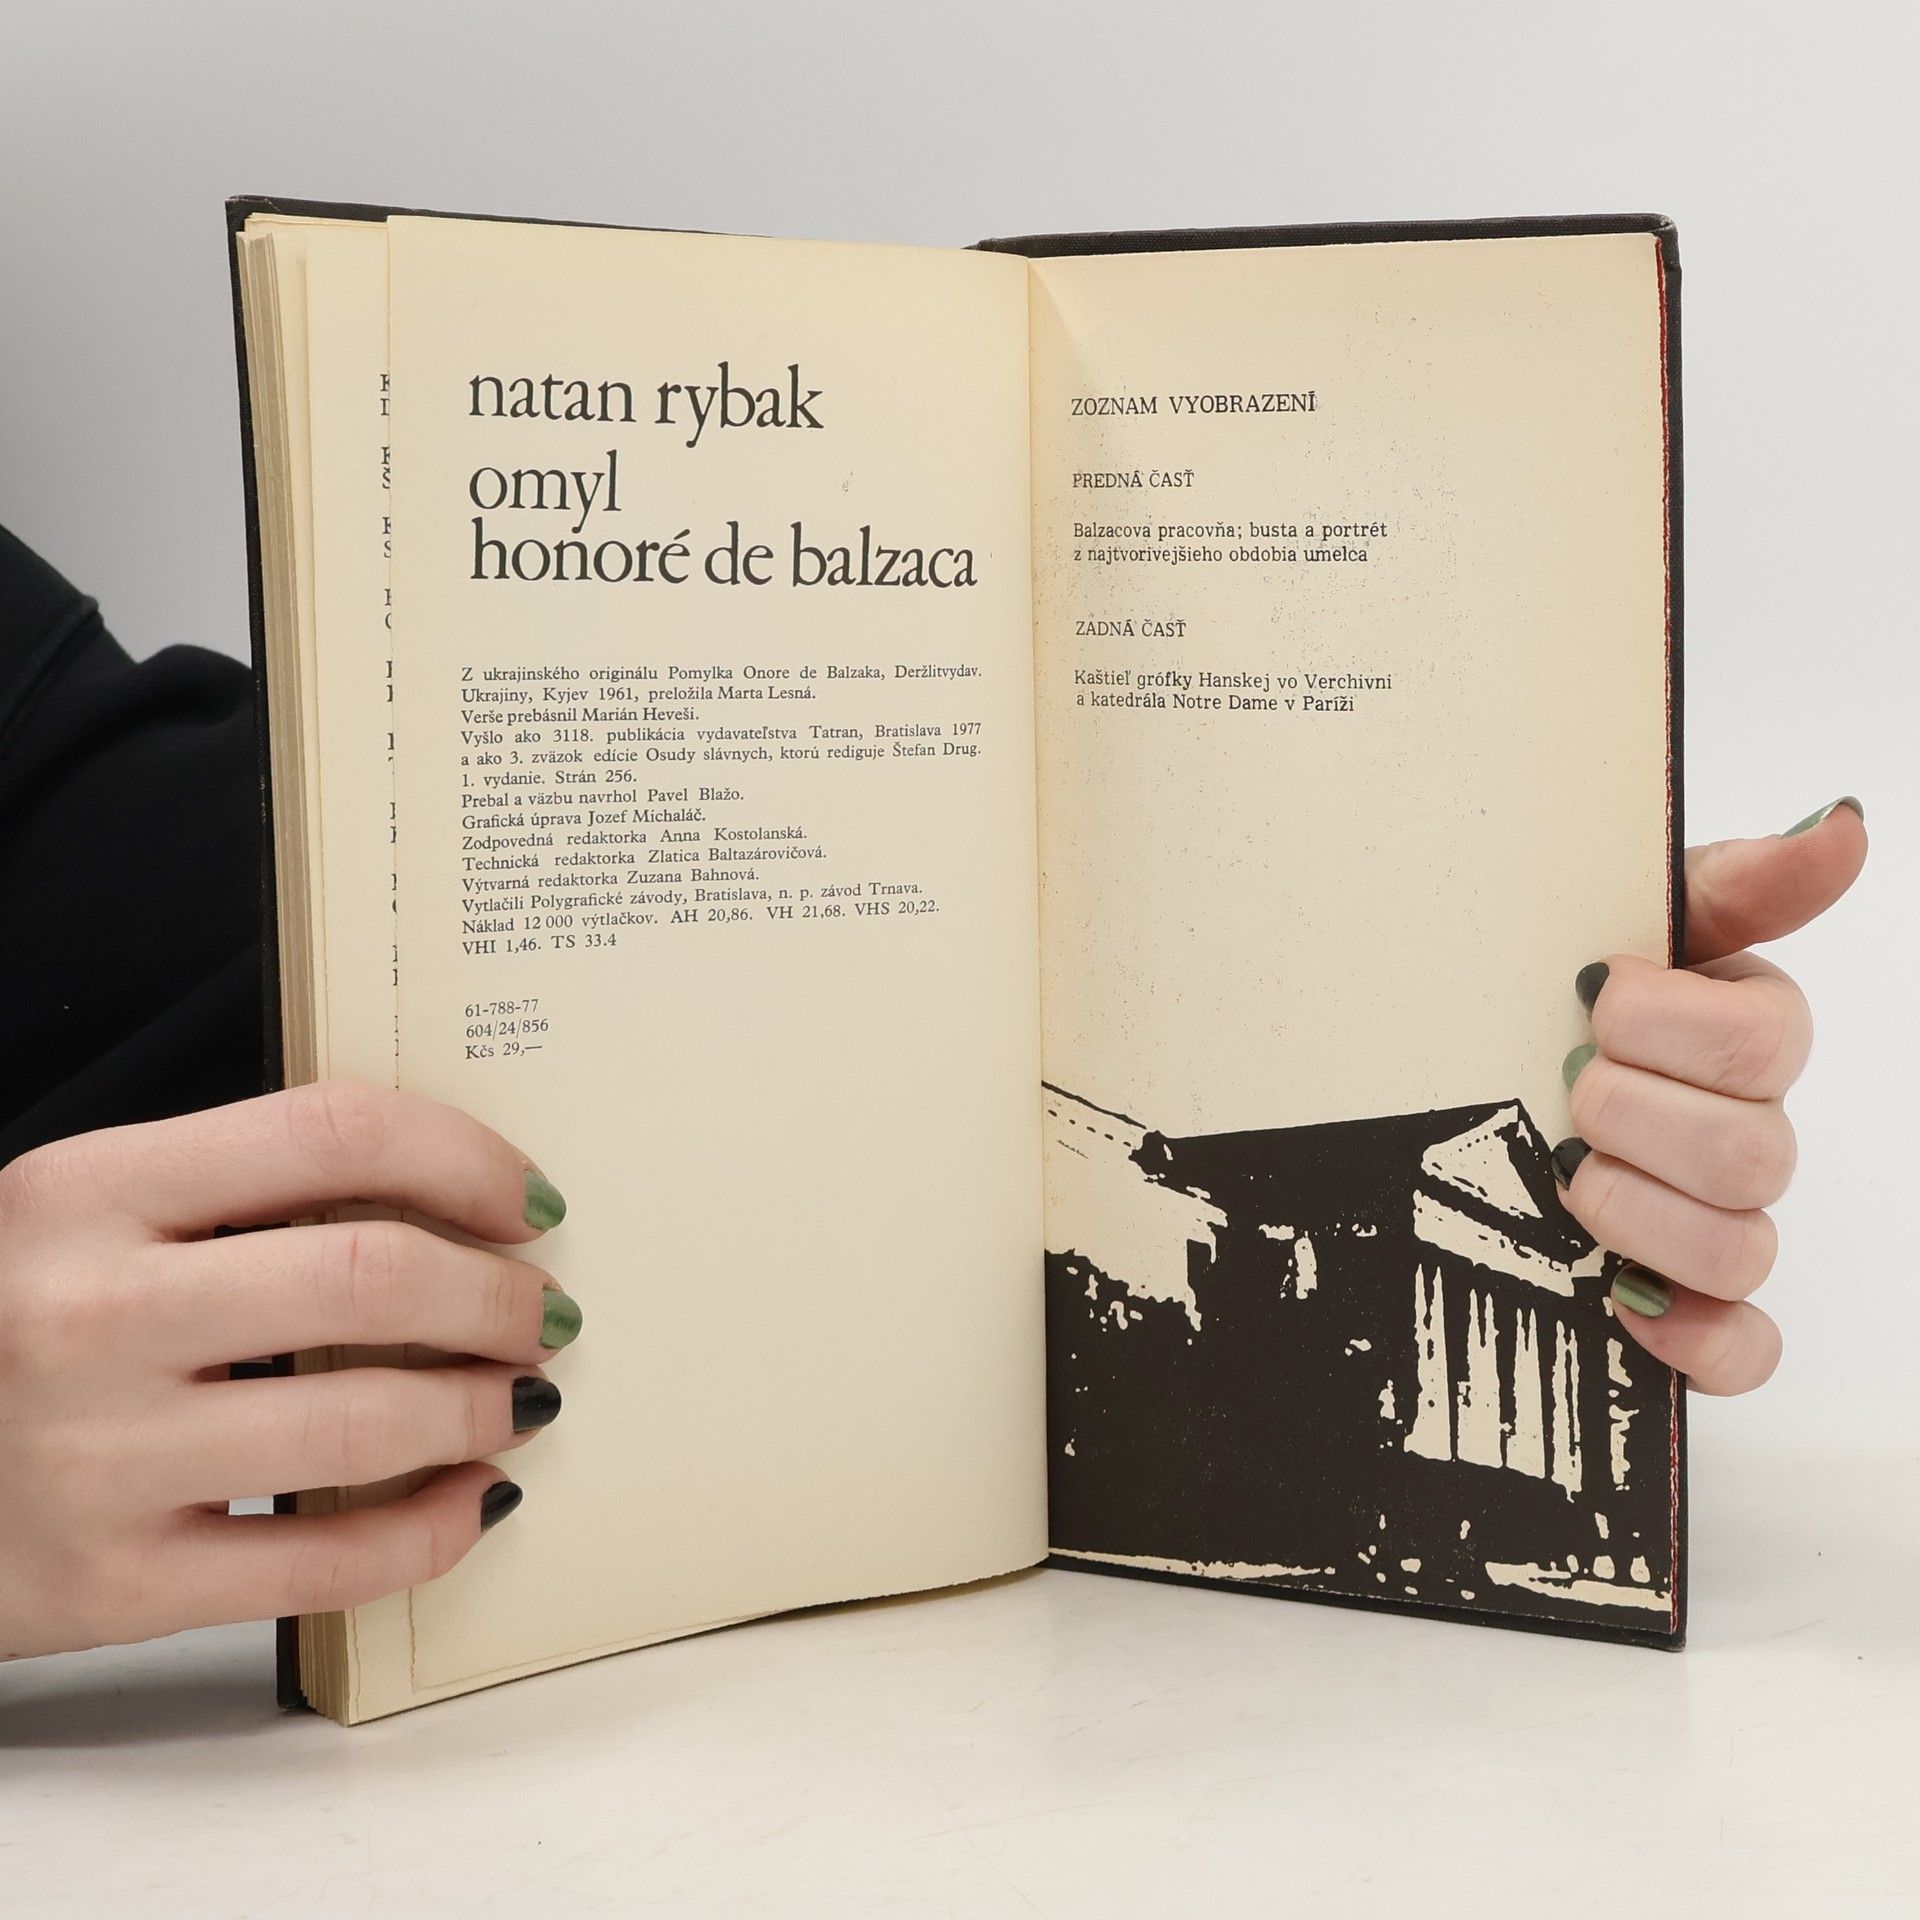 natan rybak
omyl
honoré de balzaca
Z ukrajinského originálu Pomylka Onore de Balzaka, Deržlitvydav.
Ukrajiny, Kyjev 1961, preložila Marta Lesná.
Verše prebásnil Marián Heveši.
Vyšlo ako 3118. publikácia vydavateľstva Tatran, Bratislava 1977
a ako 3. zväzok edície Osudy slávnych, ktorú rediguje Štefan Drug.
1. vydanie. Strán 256.
Prebal a väzbu navrhol Pavel Blažo.
Grafická úprava Jozef Michaláč.
Zodpovedná redaktorka Anna Kostolanská.
Technická redaktorka Zlatica Baltazárovičová.
Výtvarná redaktorka Zuzana Bahnová.
Vytlačili Polygrafické závody, Bratislava, n. p. závod Trnava.
Náklad 12 000 výtlačkov. AH 20,86. VH 21,68. VHS 20,22.
VHI 1,46. TS 33.4
61-788-77
604/24/856
Kčs 29,—
ZOZNAM VYOBRAZENÍ
PREDNÁ ČASŤ
Balzacova pracovňa; busta a portrét
z najtvorivejšieho obdobia umelca
ZADNÁ ČASŤ
Kaštieľ grófky Hanskej vo Verchivni
a katedrála Notre Dame v Paríži